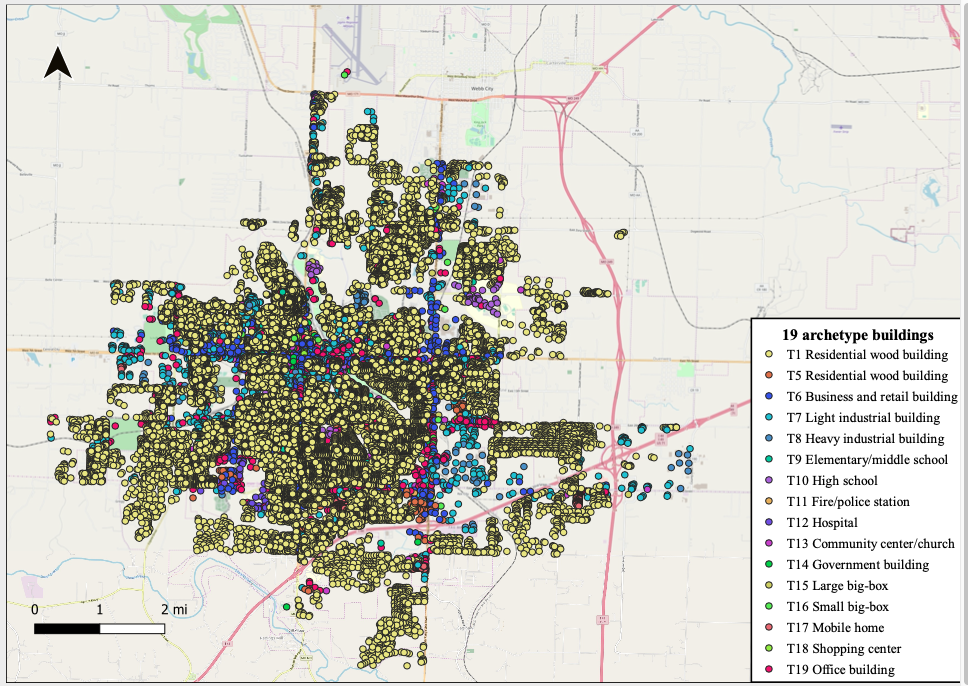 Webb City
19 archetype buildings
T1 Residential wood building
T5 Residential wood building
T6 Business and retail building
T7 Light industrial building
T8 Heavy industrial building
T9 Elementary/middle school
T10 High school
T11 Fire/police station
T12 Hospital
T13 Community center/church
T14 Government building
T15 Large big-box
T16 Small big-box
T17 Mobile home
T18 Shopping center
T19 Office building
0 1 2 mi